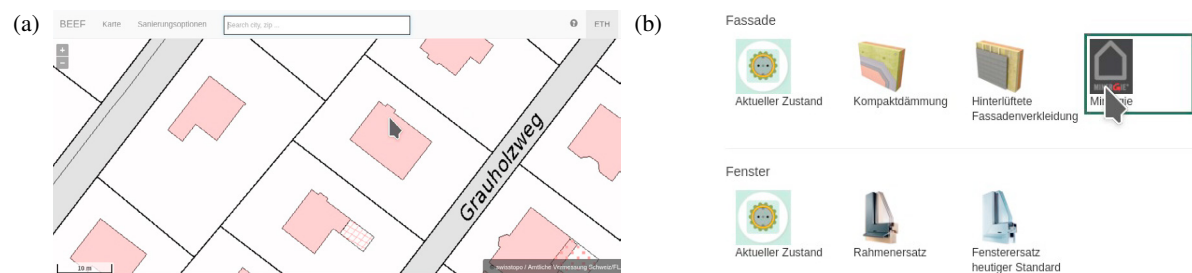 (a)
BEEF Karte Sanierungsoptionen Search city, zip ... ETH
+
−
Grauholzweg
10 m
© swisstopo / Amtliche Vermessung Schweiz/FL
(b)
Fassade
Aktueller Zustand Kompaktdämmung Hinterlüftete
Fassadenverkleidung
Fenster
Aktueller Zustand Rahmenersatz Fensterersatz
heutiger Standard